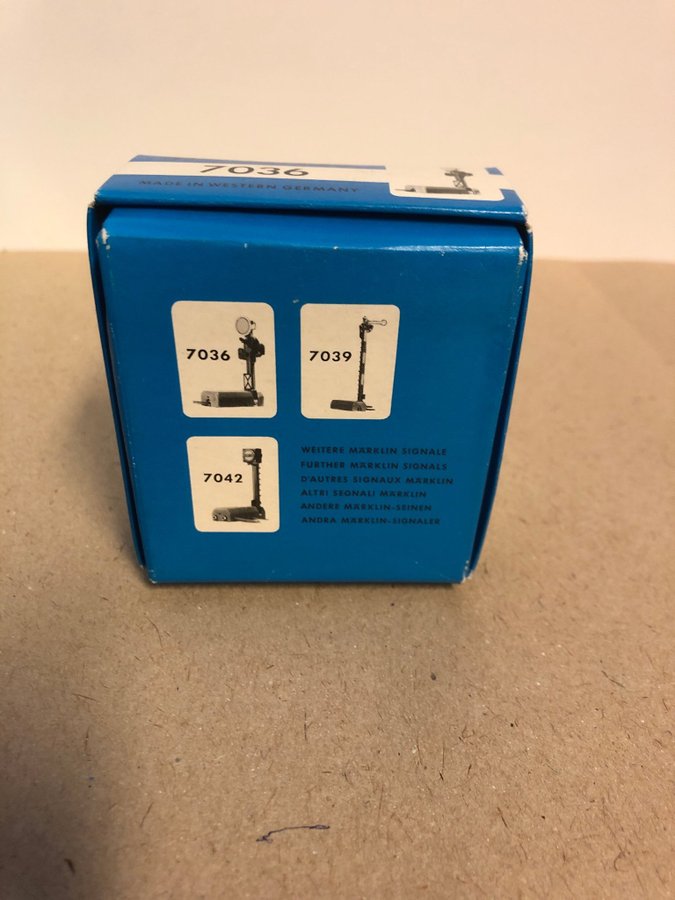 7036
MADE IN WESTERN GERMANY
7036
7039
7042
WEITERE MÄRKLIN SIGNALE
FURTHER MÄRKLIN SIGNALS
D'AUTRES SIGNAUX MÄRKLIN
ALTRI SEGNALI MÄRKLIN
ANDERE MÄRKLIN-SEINEN
ANDRA MÄRKLIN-SIGNALER